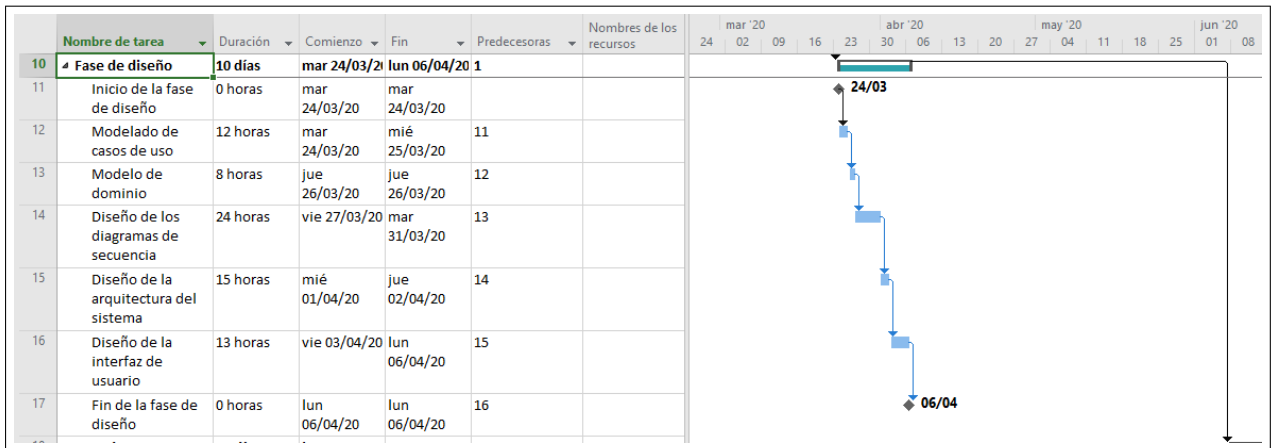 mar '20 abr '20 may '20 jun '20
Nombres de los
Nombre de tarea Duración Comienzo Fin Predecesoras recursos 24 02 09 16 23 30 06 13 20 27 04 11 18 25 01 08
10 Fase de diseño 10 días mar 24/03/20 lun 06/04/20 1
11 Inicio de la fase 0 horas mar mar 24/03
de diseño 24/03/20 24/03/20
12 Modelado de 12 horas mar mié 11
casos de uso 24/03/20 25/03/20
13 Modelo de 8 horas jue jue 12
dominio 26/03/20 26/03/20
14 Diseño de los 24 horas vie 27/03/20 mar 13
diagramas de 31/03/20
secuencia
15 Diseño de la 15 horas mié jue 14
arquitectura del 01/04/20 02/04/20
sistema
16 Diseño de la 13 horas vie 03/04/20 lun 15
interfaz de 06/04/20
usuario
17 Fin de la fase de 0 horas lun lun 16 06/04
diseño 06/04/20 06/04/20